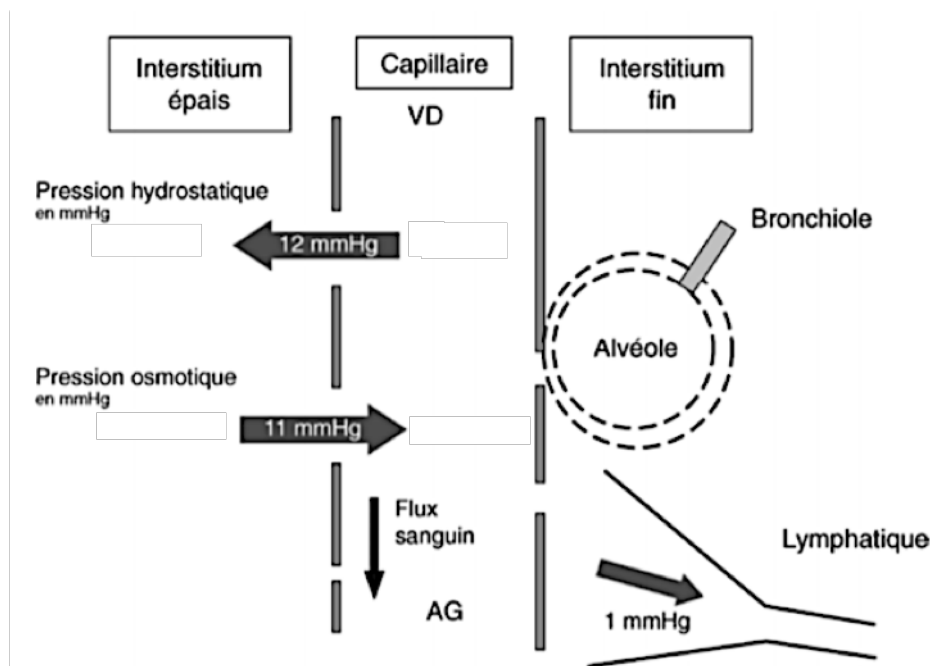 Interstitium
épais
Capillaire
Interstitium
fin
VD
Pression hydrostatique
en mmHg
12 mmHg
Bronchiole
Alvéole
Pression osmotique
en mmHg
11 mmHg
Flux
sanguin
Lymphatique
AG
1 mmHg